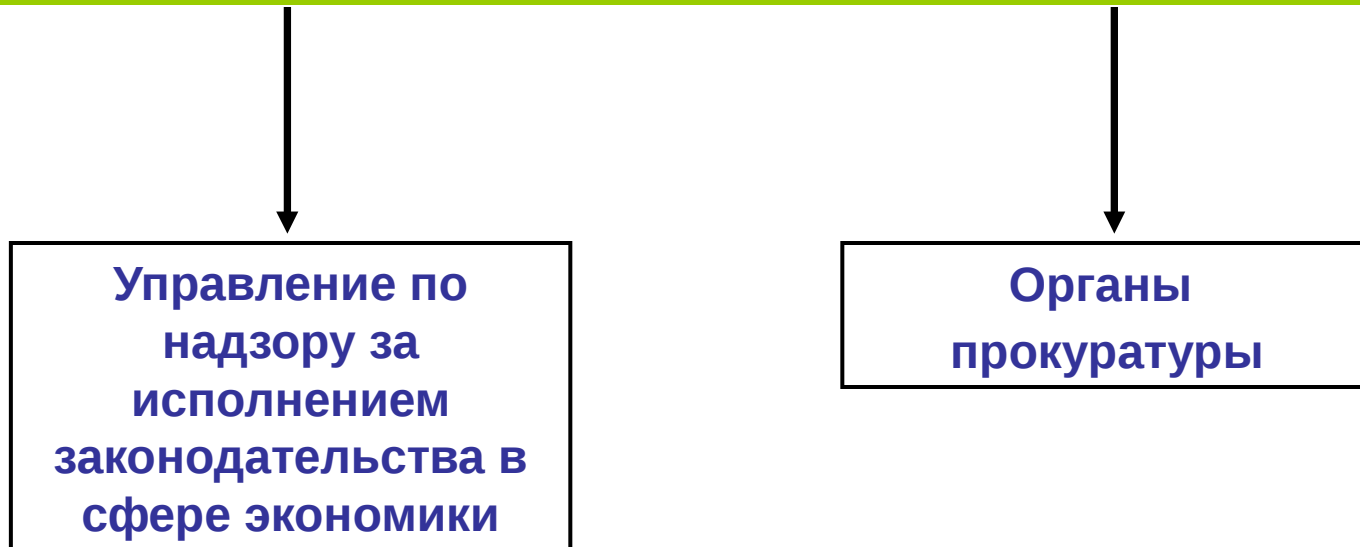 Управление по
надзору за
исполнением
законодательства в
сфере экономики
Органы
прокуратуры